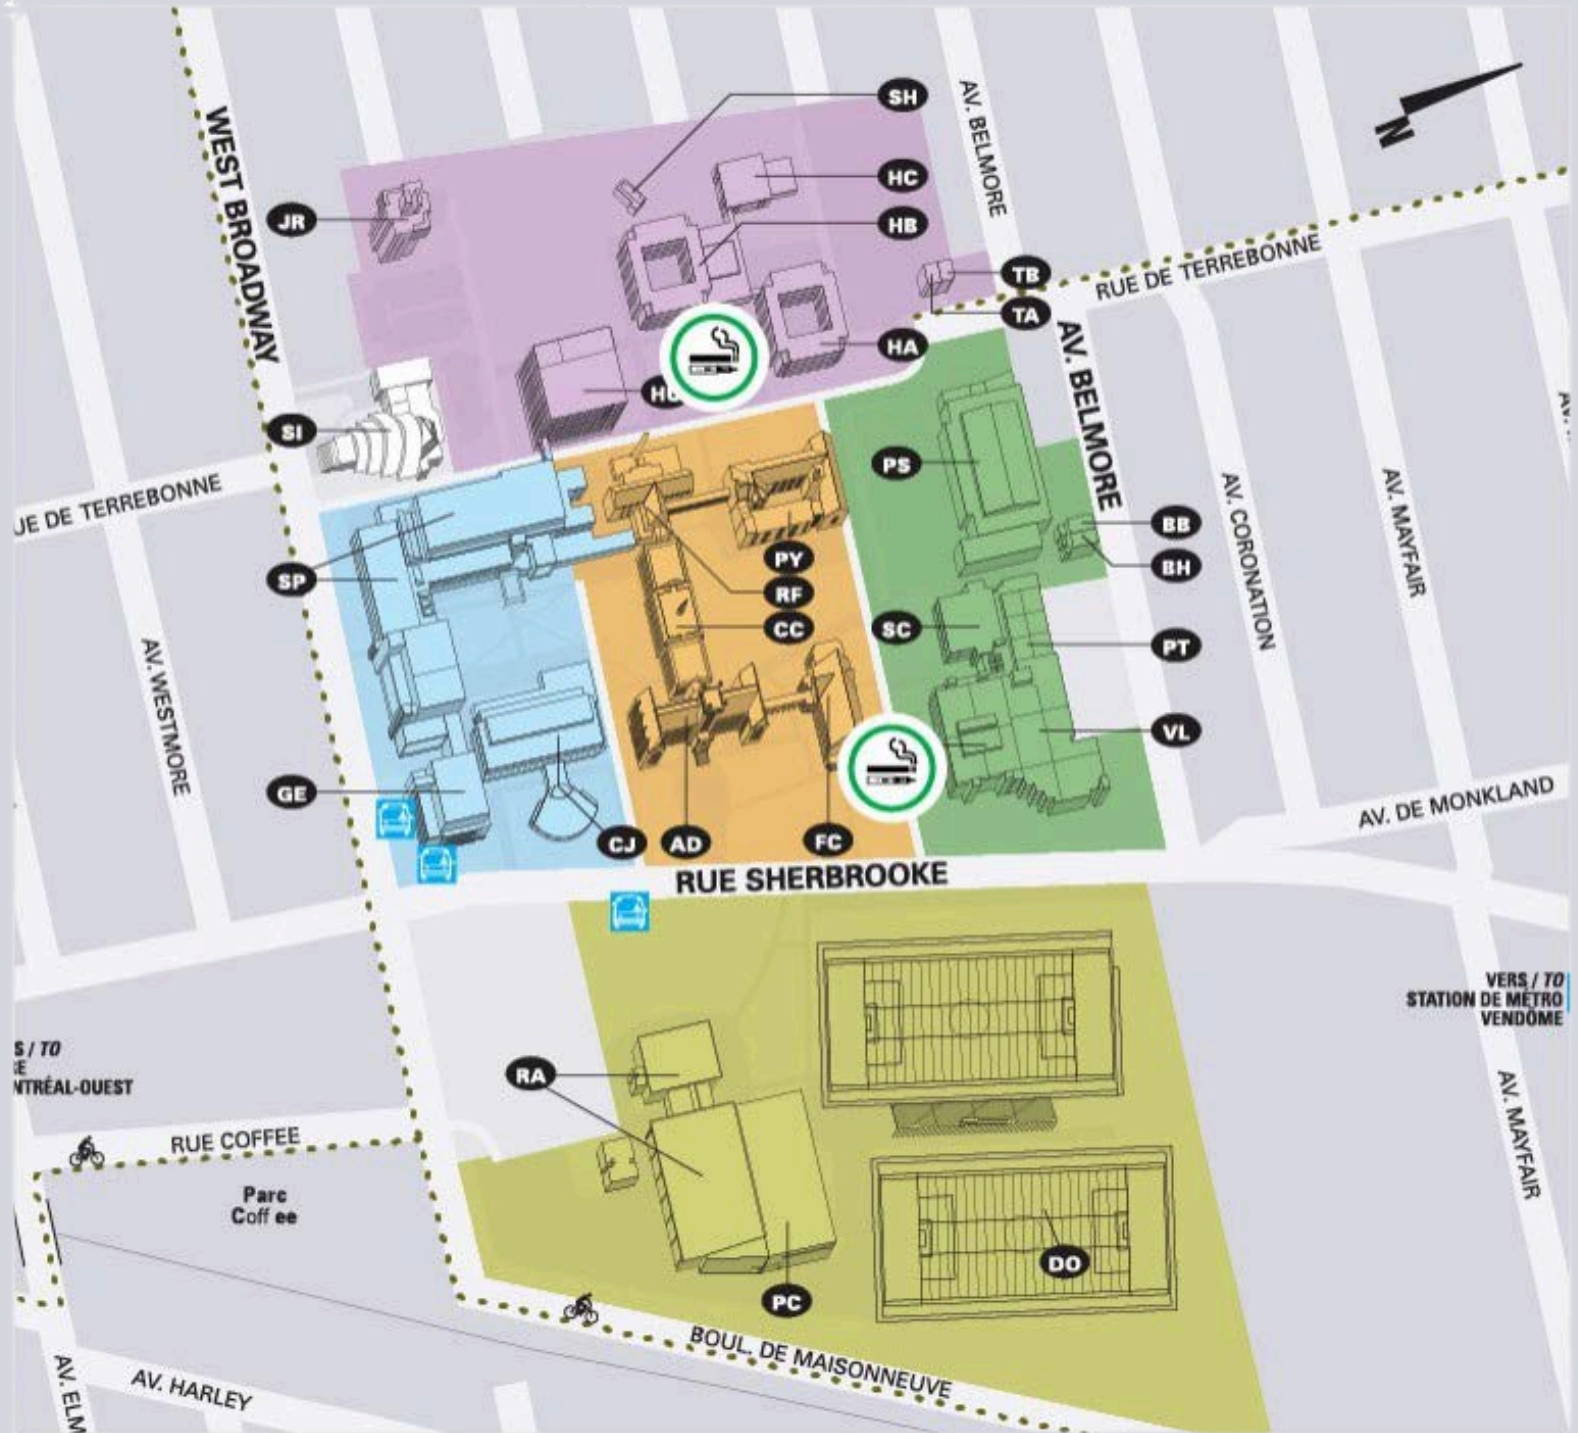 SH
AV. BELMORE
N
WEST BROADWAY
HC
JR
HB
TB
RUE DE TERREBONNE
TA
HA
AV. BELMORE
SI
PS
UE DE TERREBONNE
BB
AV. CORONATION
AV. MAYFAIR
PY
BH
SP
RF
CC
SC
PT
AV. WESTMORE
VL
GE
AV. DE MONKLAND
CJ
AD
FC
RUE SHERBROOKE
VERS / TO
STATION DE MÉTRO
VENDÔME
S / TO
NTRÉAL-OUEST
RA
AV. MAYFAIR
RUE COFFEE
Parc
Coff ee
DO
PC
BOUL. DE MAISONNEUVE
AV. HARLEY
AV. ELM